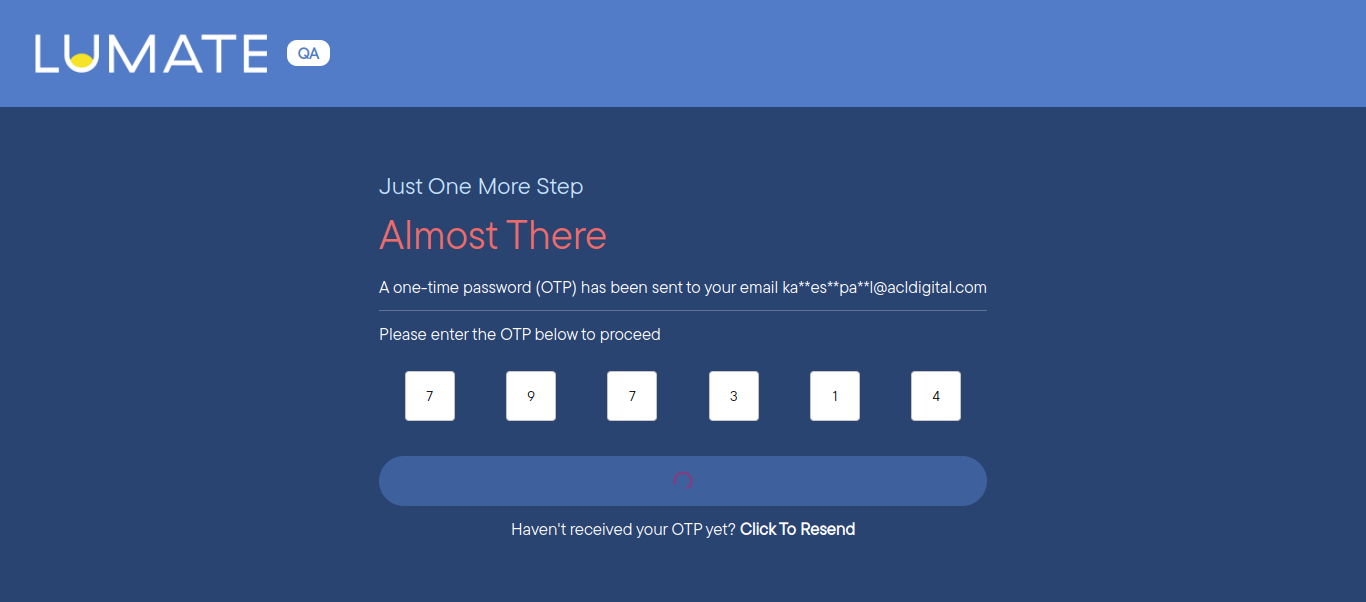 LUMATE QA
Just One More Step
Almost There
A one-time password (OTP) has been sent to your email ka**es**pa**l@acldigital.com
Please enter the OTP below to proceed
7 9 7 3 1 4
Haven't received your OTP yet? Click To Resend